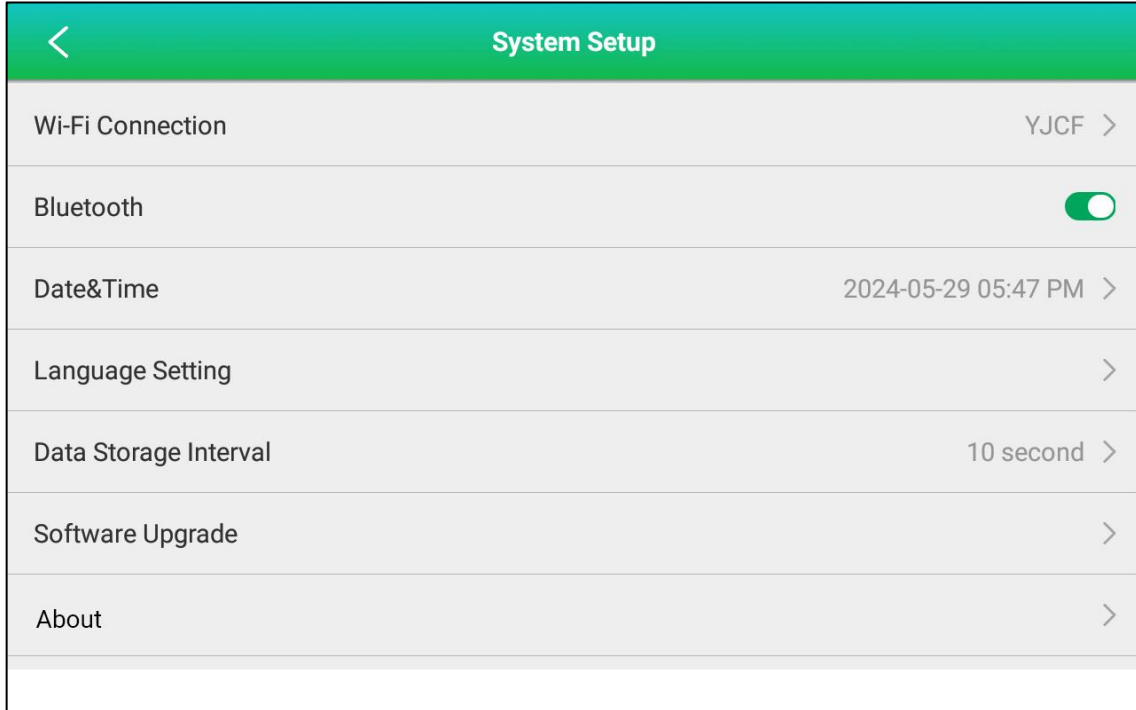 System Setup
Wi-Fi Connection YJCF
Bluetooth
Date&Time 2024-05-29 05:47 PM
Language Setting
Data Storage Interval 10 second
Software Upgrade
About